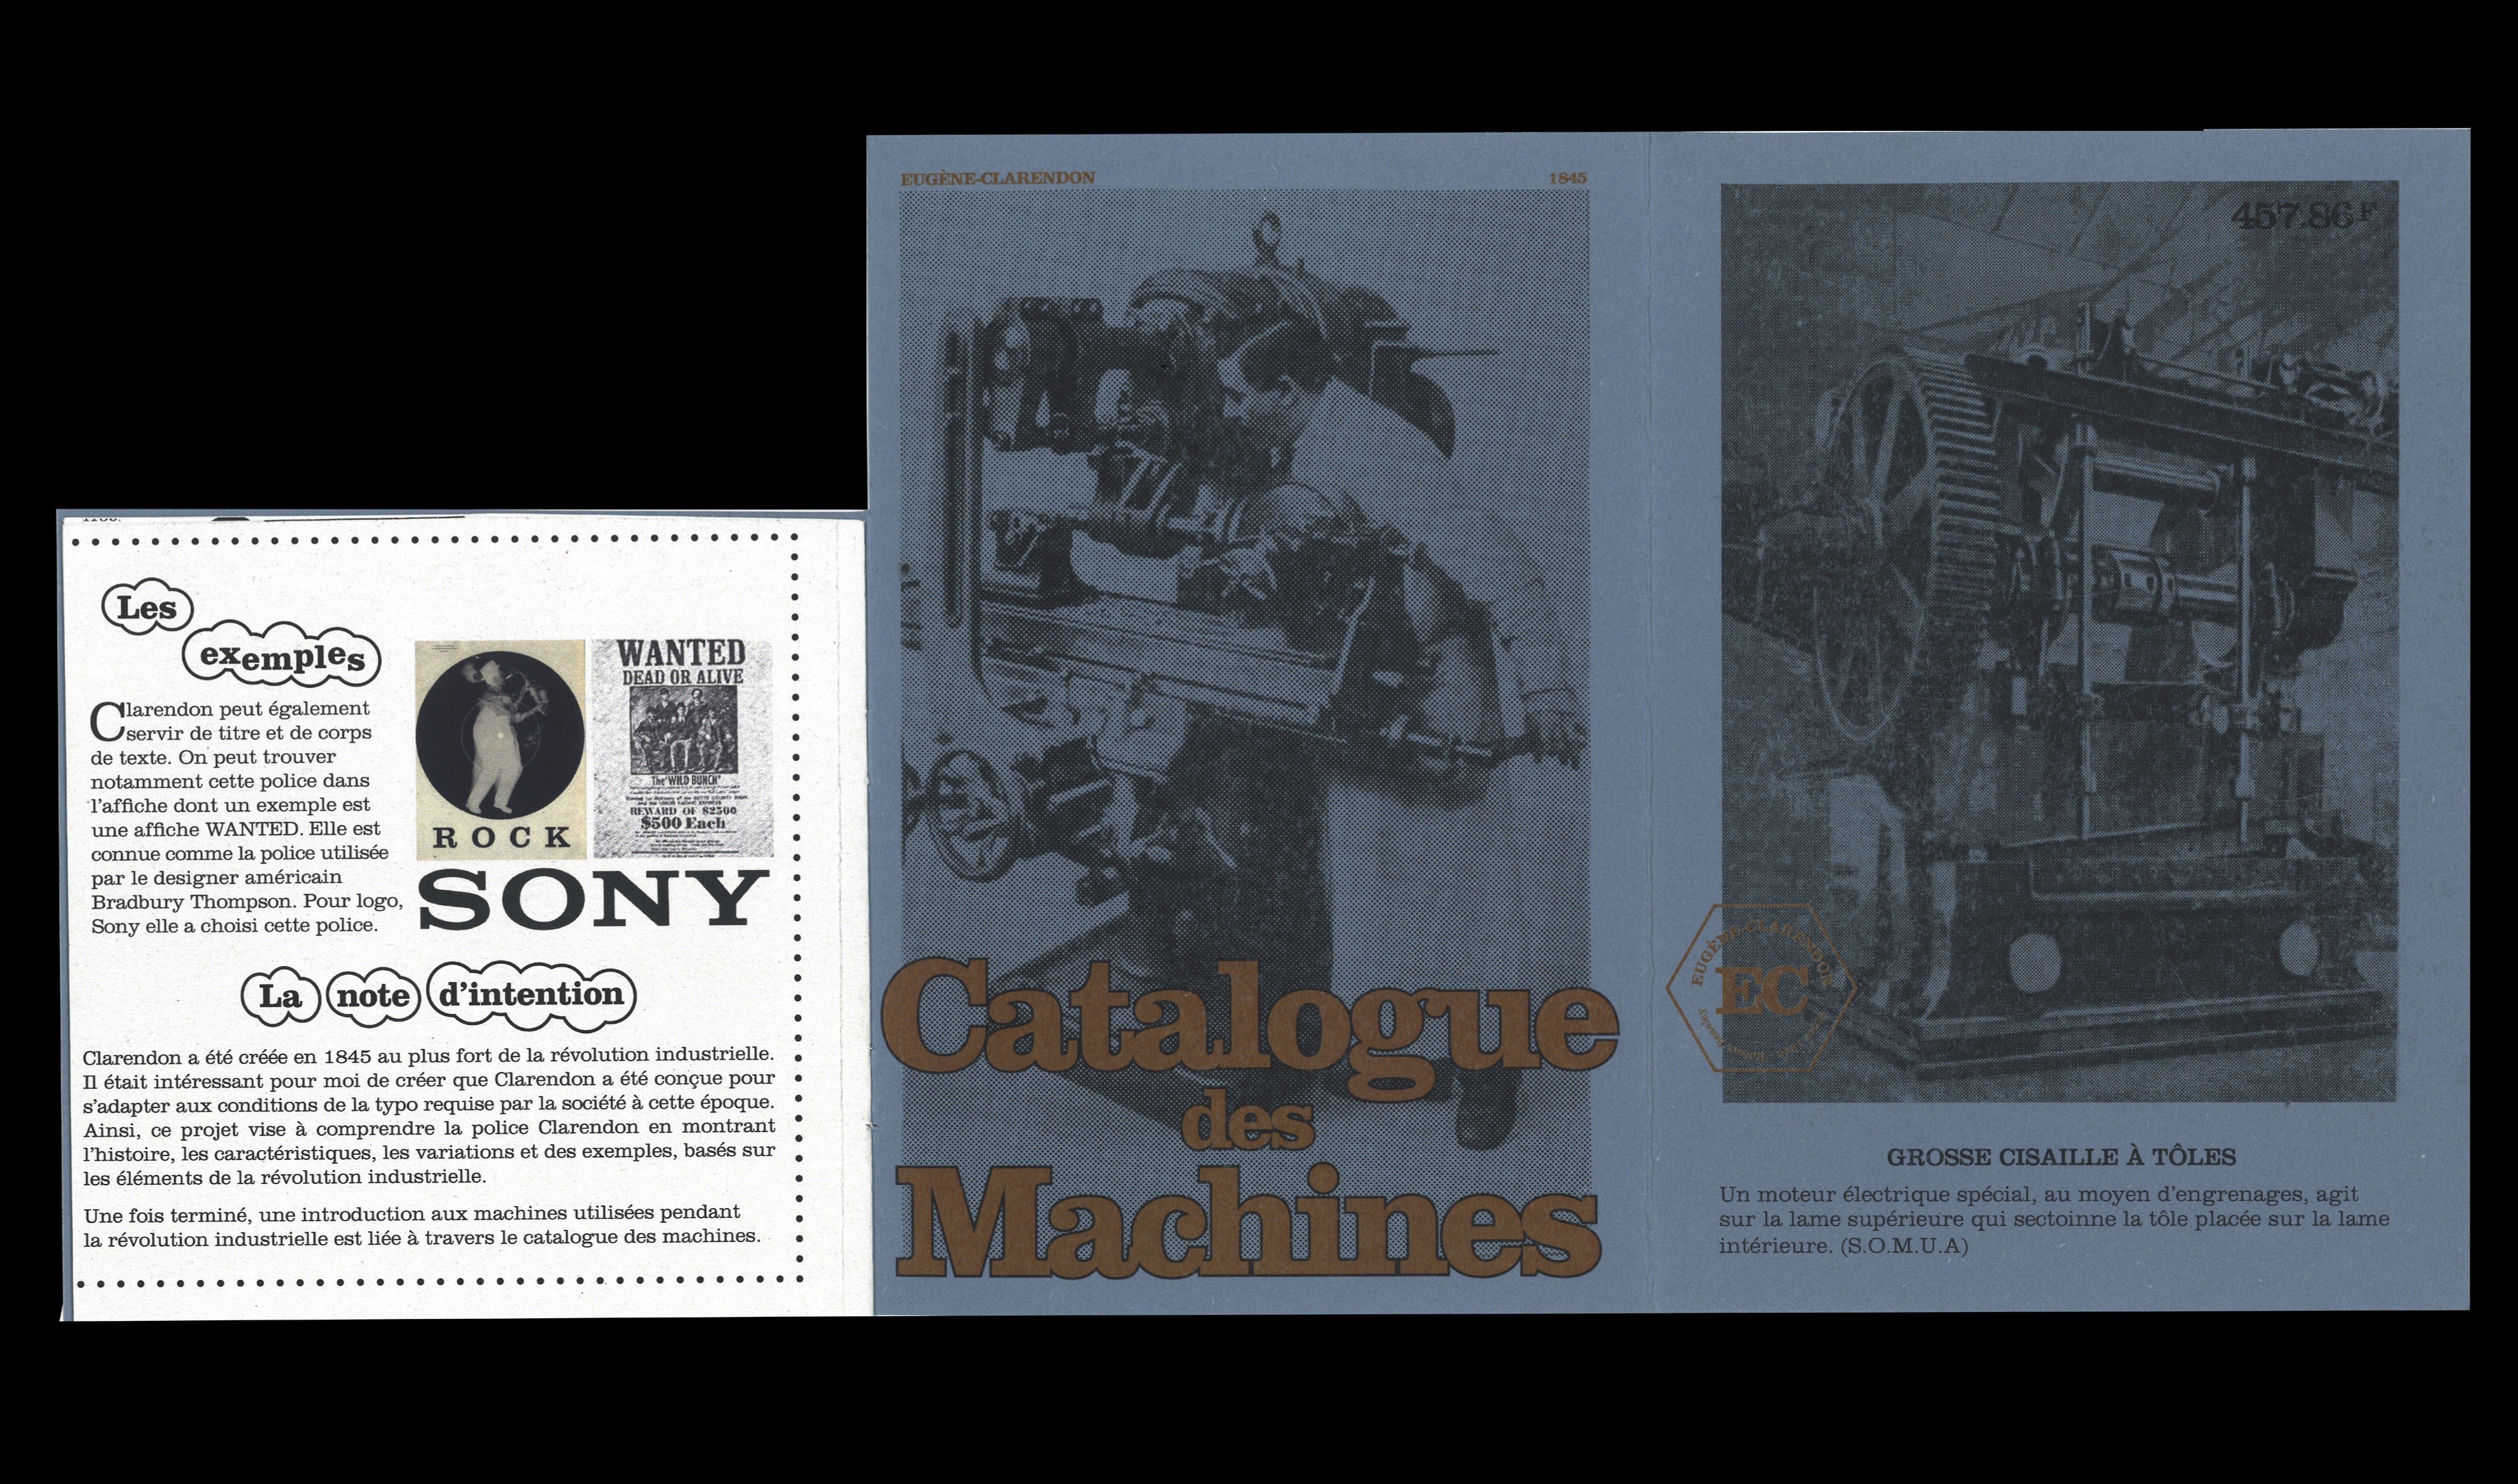 Les
exemples
Clarendon peut également
servir de titre et de corps
de texte. On peut trouver
notamment cette police dans
l'affiche dont un exemple est
une affiche WANTED. Elle est
connue comme la police utilisée
par le designer américain
Bradbury Thompson. Pour logo,
Sony elle a choisi cette police.
ROCK
WANTED
DEAD OR ALIVE
The "WILD BUNCH"
REWARD OF $2500
$500 Each
SONY
La note d'intention
Clarendon a été créée en 1845 au plus fort de la révolution industrielle.
Il était intéressant pour moi de créer que Clarendon a été conçue pour
s'adapter aux conditions de la typo requise par la société à cette époque.
Ainsi, ce projet vise à comprendre la police Clarendon en montrant
l'histoire, les caractéristiques, les variations et des exemples, basés sur
les éléments de la révolution industrielle.
Une fois terminé, une introduction aux machines utilisées pendant
la révolution industrielle est liée à travers le catalogue des machines.
EUGÈNE-CLARENDON
1845
Catalogue
des
Machines
457.86 F
EUGÈNE-CLARENDON
EC
GROSSE CISAILLE À TÔLES
Un moteur électrique spécial, au moyen d'engrenages, agit
sur la lame supérieure qui sectoinne la tôle placée sur la lame
intérieure. (S.O.M.U.A)